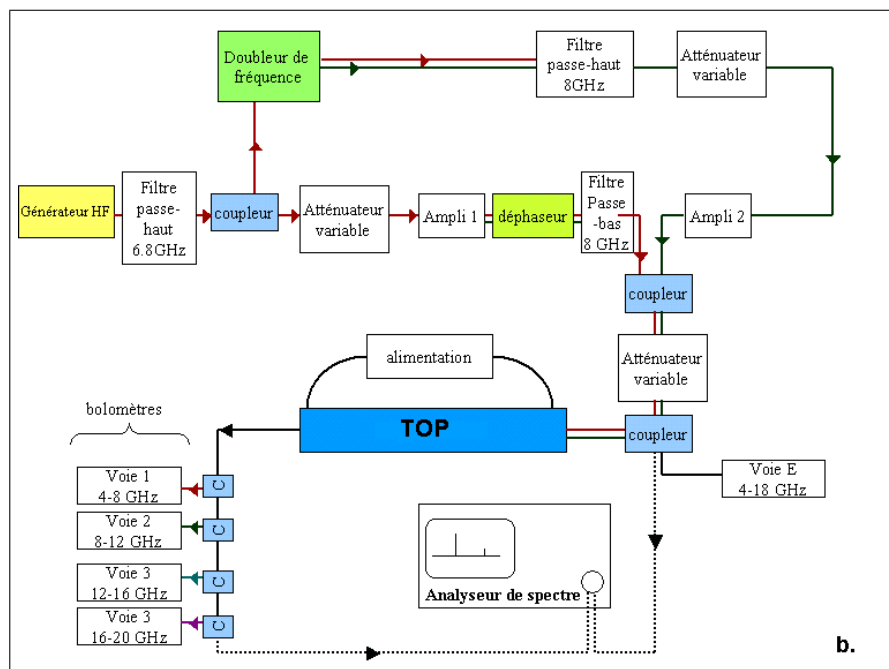 Doubleur de
fréquence
Filtre
passe-haut
8GHz
Atténuateur
variable
Générateur HF
Filtre
passe-
haut
6.8GHz
coupleur
Atténuateur
variable
Ampli 1
déphaseur
Filtre
Passe
-bas
8 GHz
Ampli 2
coupleur
Atténuateur
variable
alimentation
TOP
coupleur
bolomètres
Voie E
4-18 GHz
Voie 1
4-8 GHz
C
Voie 2
8-12 GHz
C
Voie 3
12-16 GHz
C
Voie 3
16-20 GHz
C
Analyseur de spectre
b.